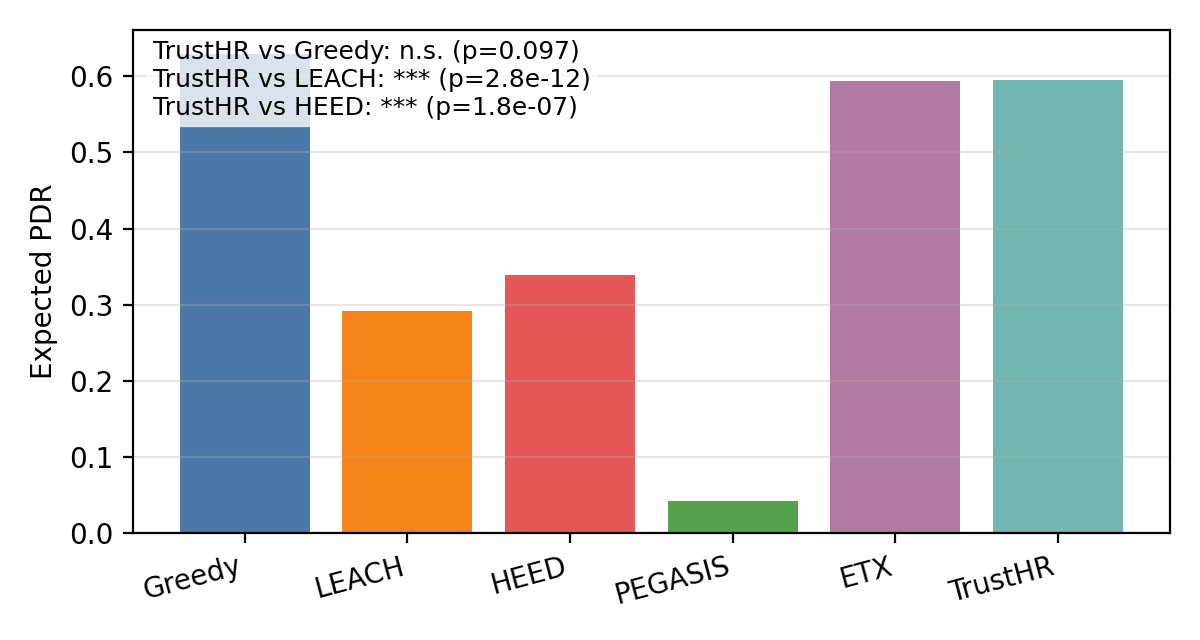 TrustHR vs Greedy: n.s. (p=0.097)
TrustHR vs LEACH: *** (p=2.8e-12)
TrustHR vs HEED: *** (p=1.8e-07)
Expected PDR
0.6
0.5
0.4
0.3
0.2
0.1
0.0
Greedy
LEACH
HEED
PEGASIS
ETX
TrustHR